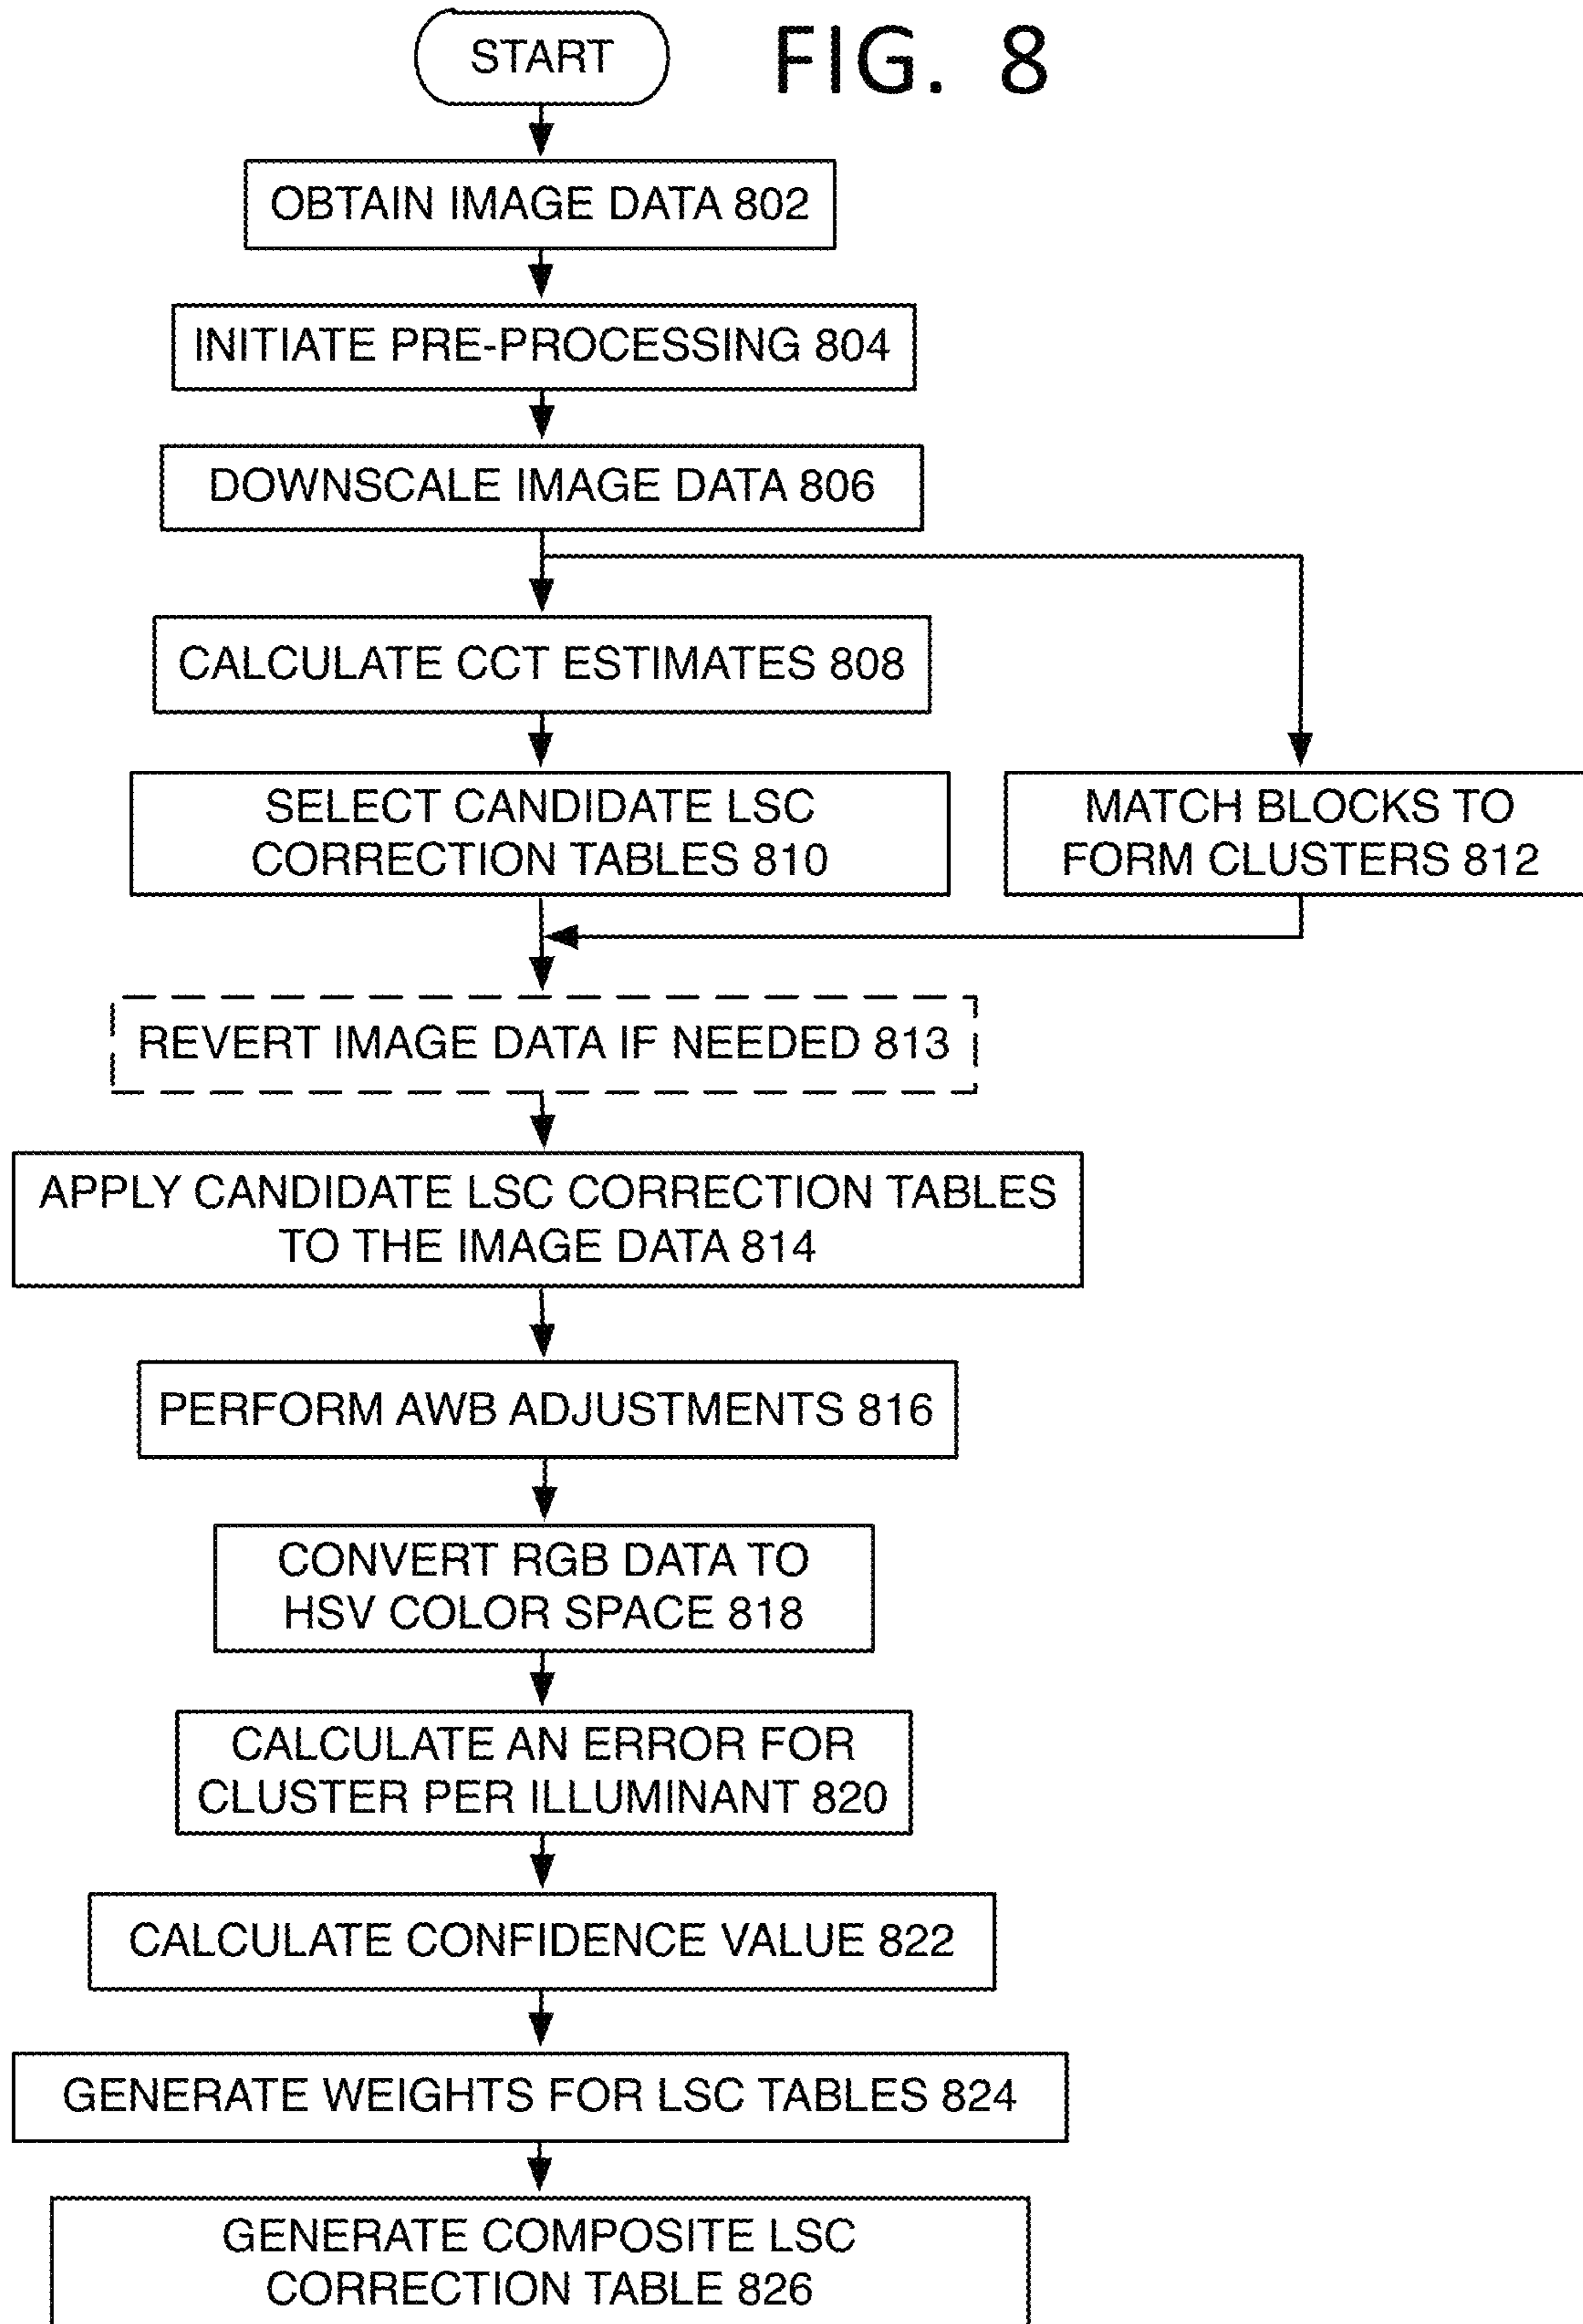 START
FIG. 8
OBTAIN IMAGE DATA 802
INITIATE PRE-PROCESSING 804
DOWNSCALE IMAGE DATA 806
CALCULATE CCT ESTIMATES 808
SELECT CANDIDATE LSC
CORRECTION TABLES 810
MATCH BLOCKS TO
FORM CLUSTERS 812
REVERT IMAGE DATA IF NEEDED 813
APPLY CANDIDATE LSC CORRECTION TABLES
TO THE IMAGE DATA 814
PERFORM AWB ADJUSTMENTS 816
CONVERT RGB DATA TO
HSV COLOR SPACE 818
CALCULATE AN ERROR FOR
CLUSTER PER ILLUMINANT 820
CALCULATE CONFIDENCE VALUE 822
GENERATE WEIGHTS FOR LSC TABLES 824
GENERATE COMPOSITE LSC
CORRECTION TABLE 826